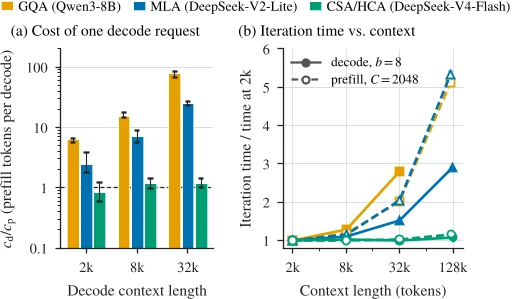 GQA (Qwen3-8B) MLA (DeepSeek-V2-Lite) CSA/HCA (DeepSeek-V4-Flash)
(a) Cost of one decode request
c_d/c_p (prefill tokens per decode)
100
10
1
0.1
2k 8k 32k
Decode context length
(b) Iteration time vs. context
decode, b = 8
prefill, C = 2048
Iteration time / time at 2k
6
5
4
3
2
1
2k 8k 32k 128k
Context length (tokens)